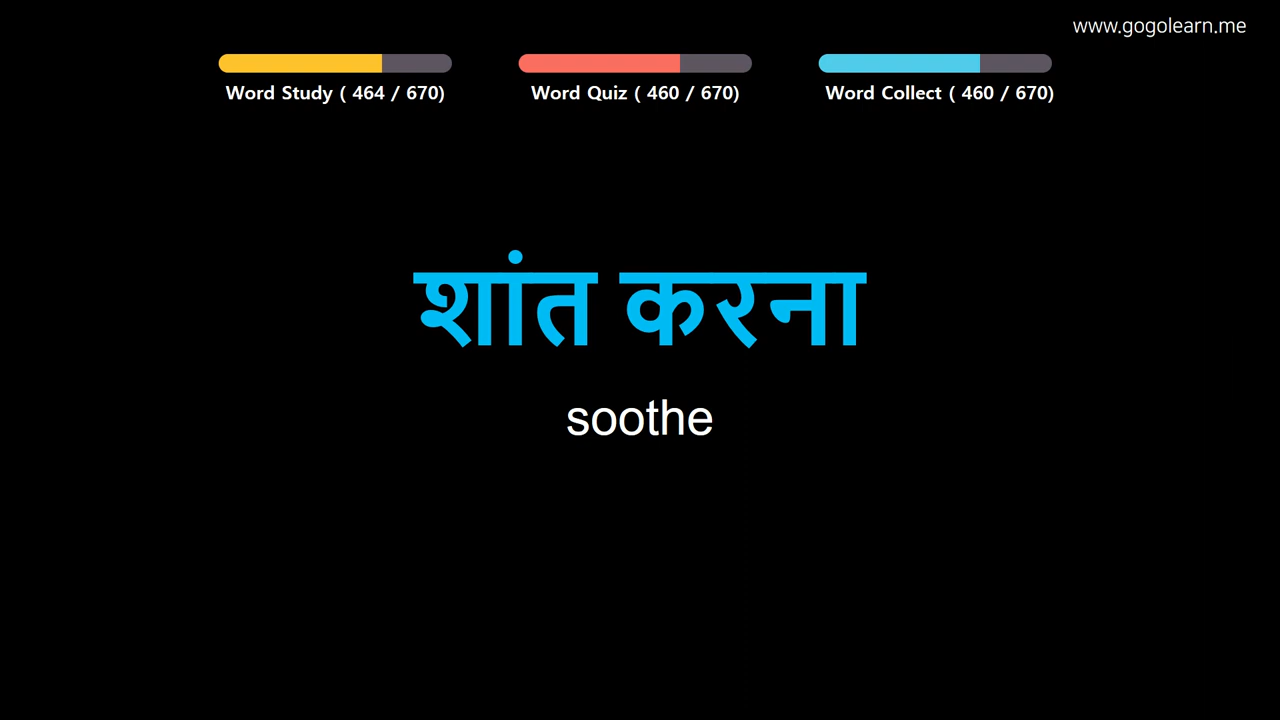 www.gogolearn.me
Word Study ( 464 / 670)
Word Quiz ( 460 / 670)
Word Collect ( 460 / 670)
शांत करना
soothe